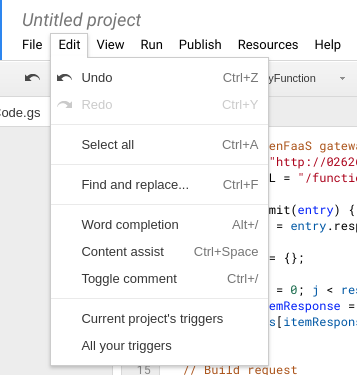 Untitled project
File Edit View Run Publish Resources Help
yFunction
Code.gs
Undo Ctrl+Z
Redo Ctrl+Y
Select all Ctrl+A
Find and replace... Ctrl+F
Word completion Alt+/
Content assist Ctrl+Space
Toggle comment Ctrl+/
Current project's triggers
All your triggers
enFaaS gatewa
"http://0262
L = "/functi
mit(entry) {
= entry.resp
= {};
= 0; j < res
emResponse =
s[itemRespon
15 // Build request